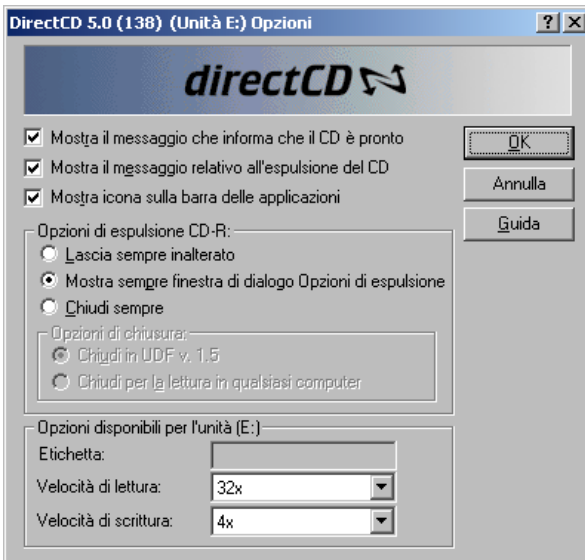 DirectCD 5.0 (138) (Unità E:) Opzioni
directCD
Mostra il messaggio che informa che il CD è pronto
Mostra il messaggio relativo all'espulsione del CD
Mostra icona sulla barra delle applicazioni
OK
Annulla
Guida
Opzioni di espulsione CD-R:
Lascia sempre inalterato
Mostra sempre finestra di dialogo Opzioni di espulsione
Chiudi sempre
Opzioni di chiusura:
Chiudi in UDF v. 1.5
Chiudi per la lettura in qualsiasi computer
Opzioni disponibili per l'unità (E:)
Etichetta:
Velocità di lettura: 32x
Velocità di scrittura: 4x